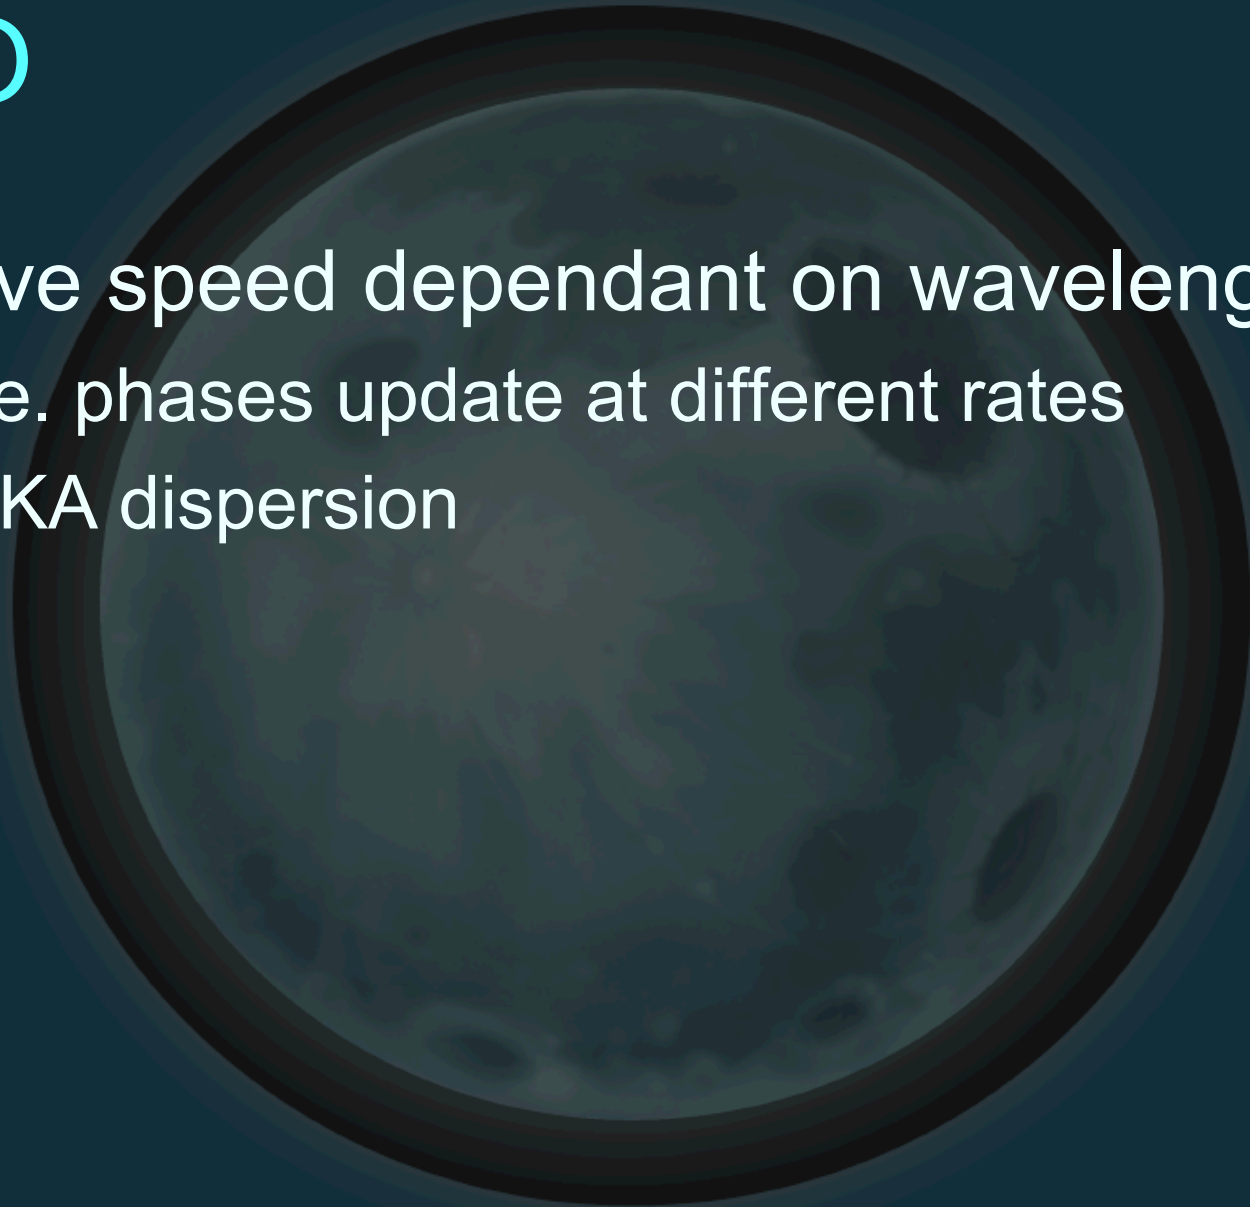 ve speed dependant on waveleng
e. phases update at different rates
KA dispersion